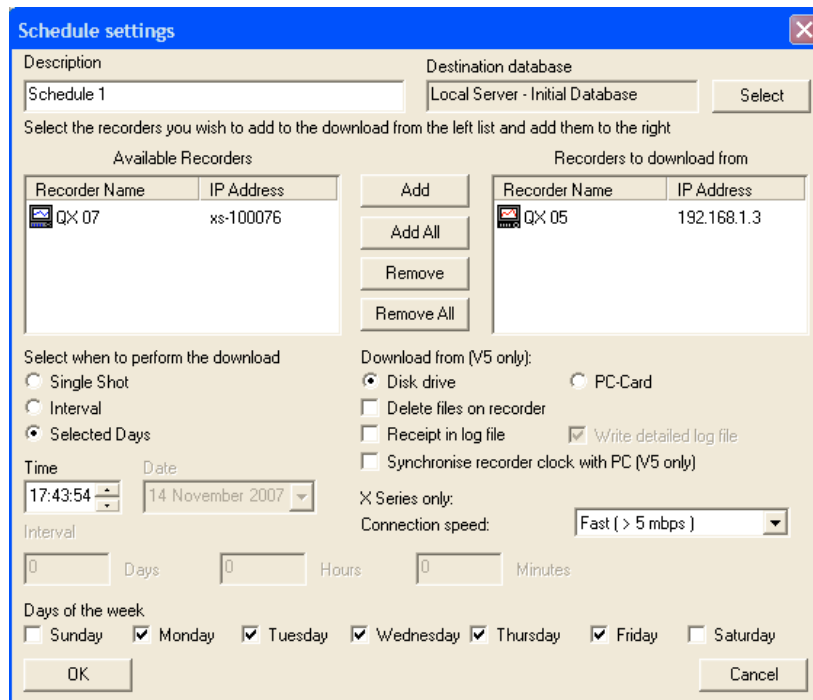 Schedule settings
Description
Destination database
Schedule 1
Local Server - Initial Database
Select
Select the recorders you wish to add to the download from the left list and add them to the right
Available Recorders
Recorders to download from
Recorder Name IP Address
Add
Recorder Name IP Address
QX 07 xs-100076
QX 05 192.168.1.3
Add All
Remove
Remove All
Select when to perform the download
Download from (V5 only):
Single Shot
Disk drive
PC-Card
Interval
Delete files on recorder
Selected Days
Receipt in log file
Write detailed log file
Time
Date
Synchronise recorder clock with PC (V5 only)
17:43:54
14 November 2007
X Series only:
Interval
Connection speed:
Fast ( > 5 mbps )
0 Days 0 Hours 0 Minutes
Days of the week
Sunday Monday Tuesday Wednesday Thursday Friday Saturday
OK
Cancel